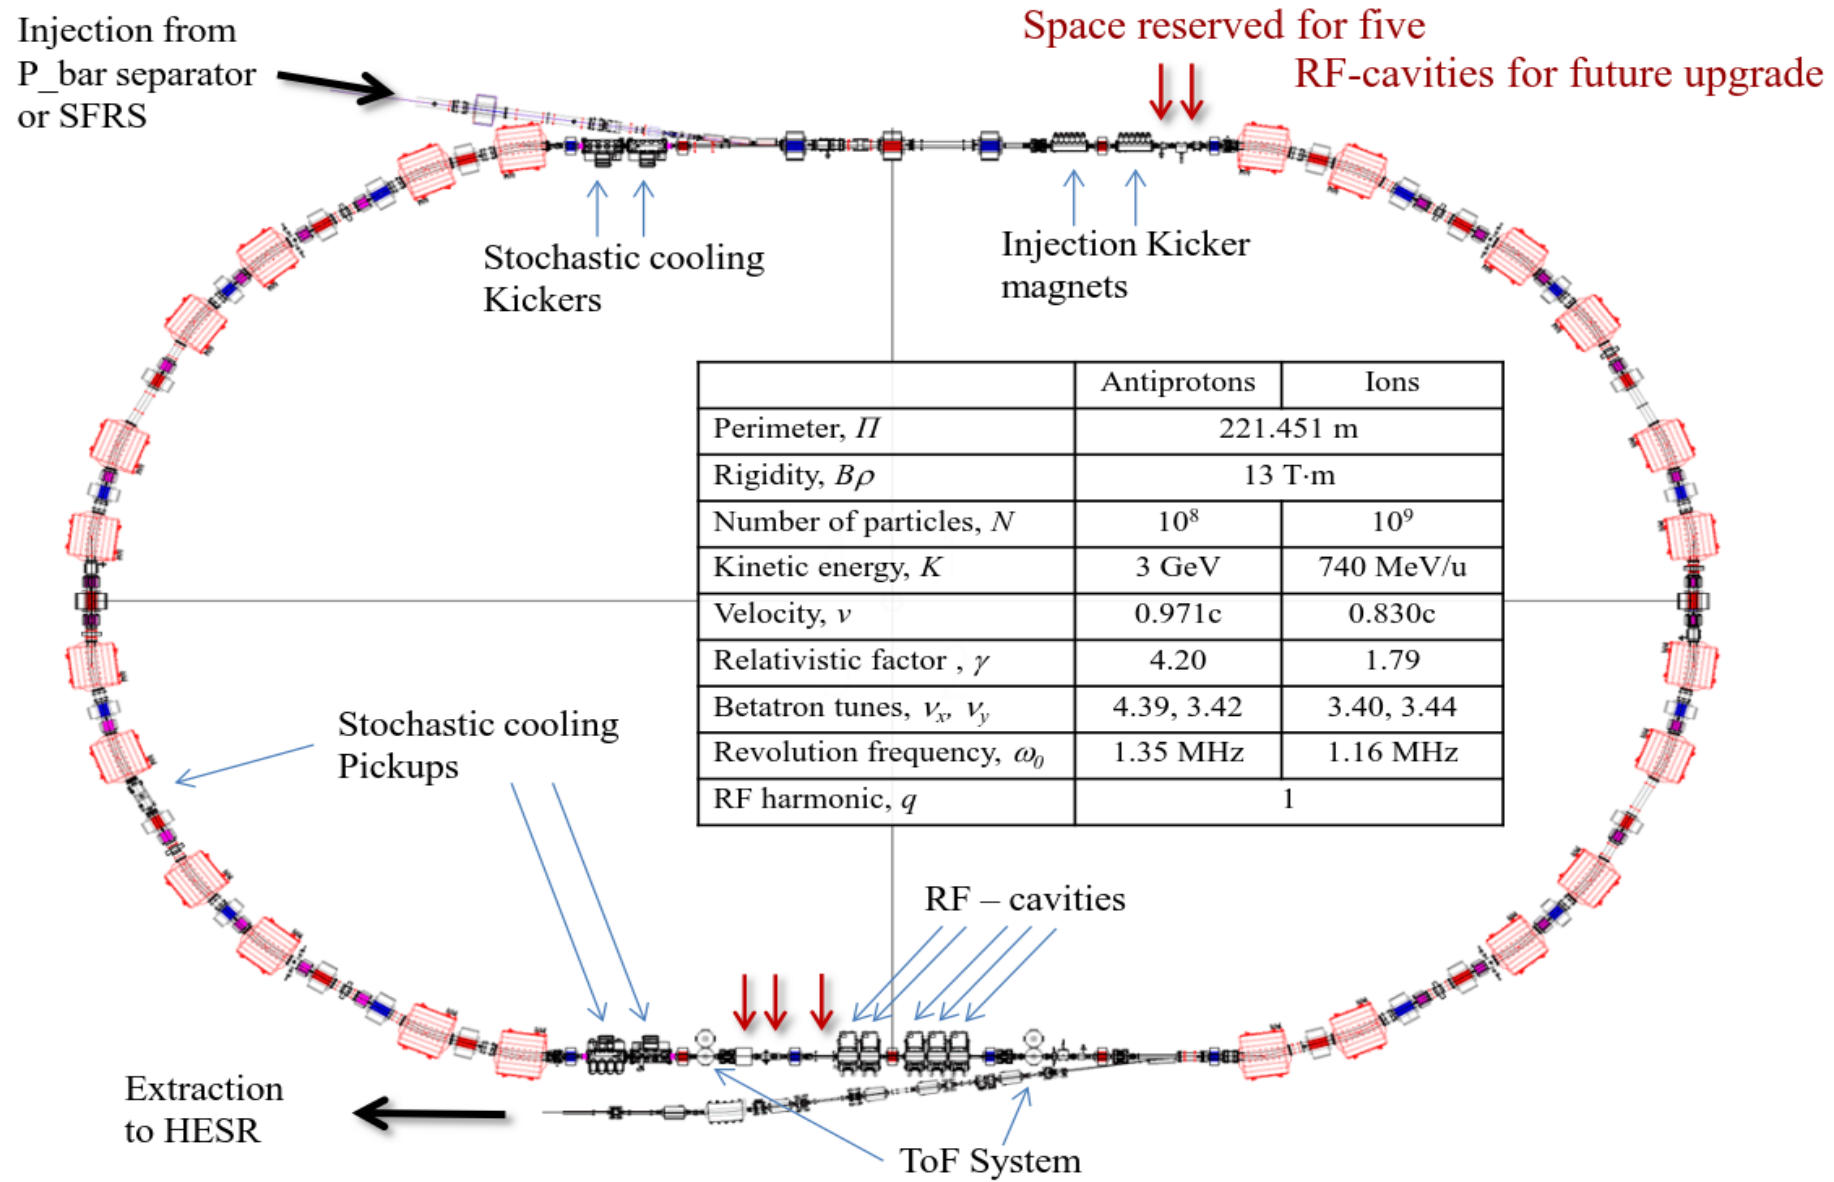 Injection from
P_bar separator
or SFRS
Space reserved for five
RF-cavities for future upgrade
Stochastic cooling
Kickers
Injection Kicker
magnets
Antiprotons Ions
Perimeter, Π 221.451 m
Rigidity, Bρ 13 T·m
Number of particles, N 10⁸ 10⁹
Kinetic energy, K 3 GeV 740 MeV/u
Velocity, v 0.971c 0.830c
Relativistic factor , γ 4.20 1.79
Betatron tunes, νx, νy 4.39, 3.42 3.40, 3.44
Revolution frequency, ω0 1.35 MHz 1.16 MHz
RF harmonic, q 1
Stochastic cooling
Pickups
RF – cavities
Extraction
to HESR
ToF System